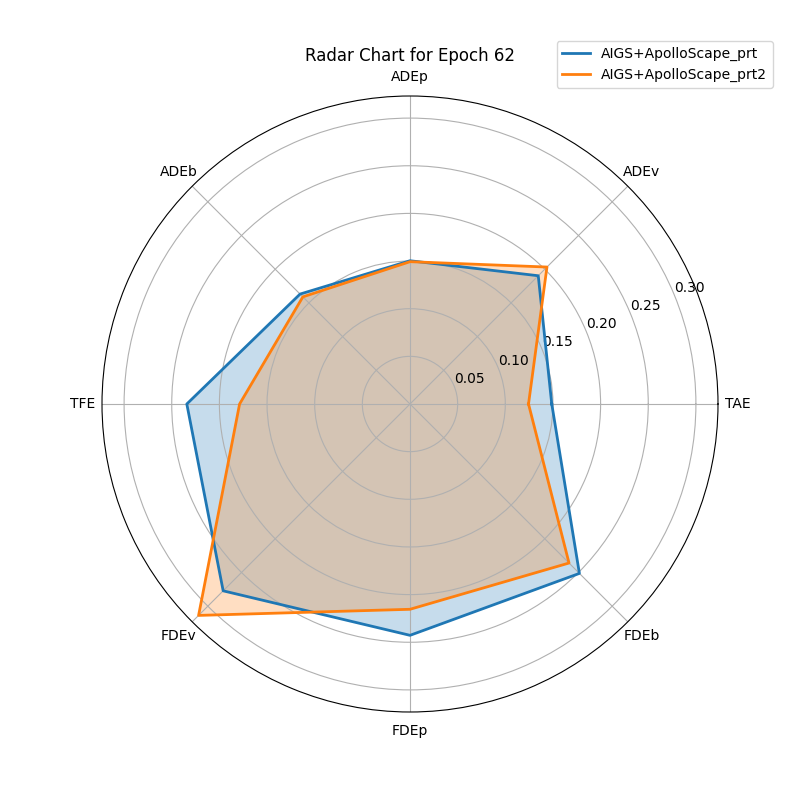 Radar Chart for Epoch 62
AIGS+ApolloScape_prt
AIGS+ApolloScape_prt2
ADEp
ADEb
ADEv
0.30
0.25
0.20
0.15
0.10
0.05
TFE
TAE
FDEv
FDEb
FDEp